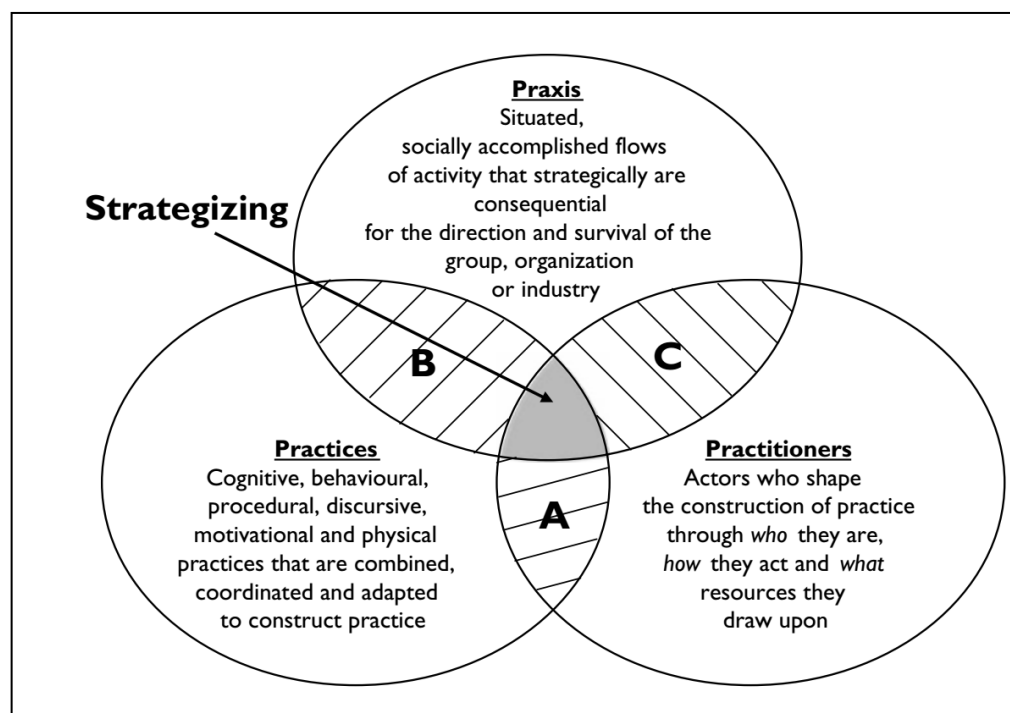 Praxis
Situated,
socially accomplished flows
of activity that strategically are
consequential
for the direction and survival of the
group, organization
or industry
Strategizing
B
C
Practices
Cognitive, behavioural,
procedural, discursive,
motivational and physical
practices that are combined,
coordinated and adapted
to construct practice
A
Practitioners
Actors who shape
the construction of practice
through who they are,
how they act and what
resources they
draw upon